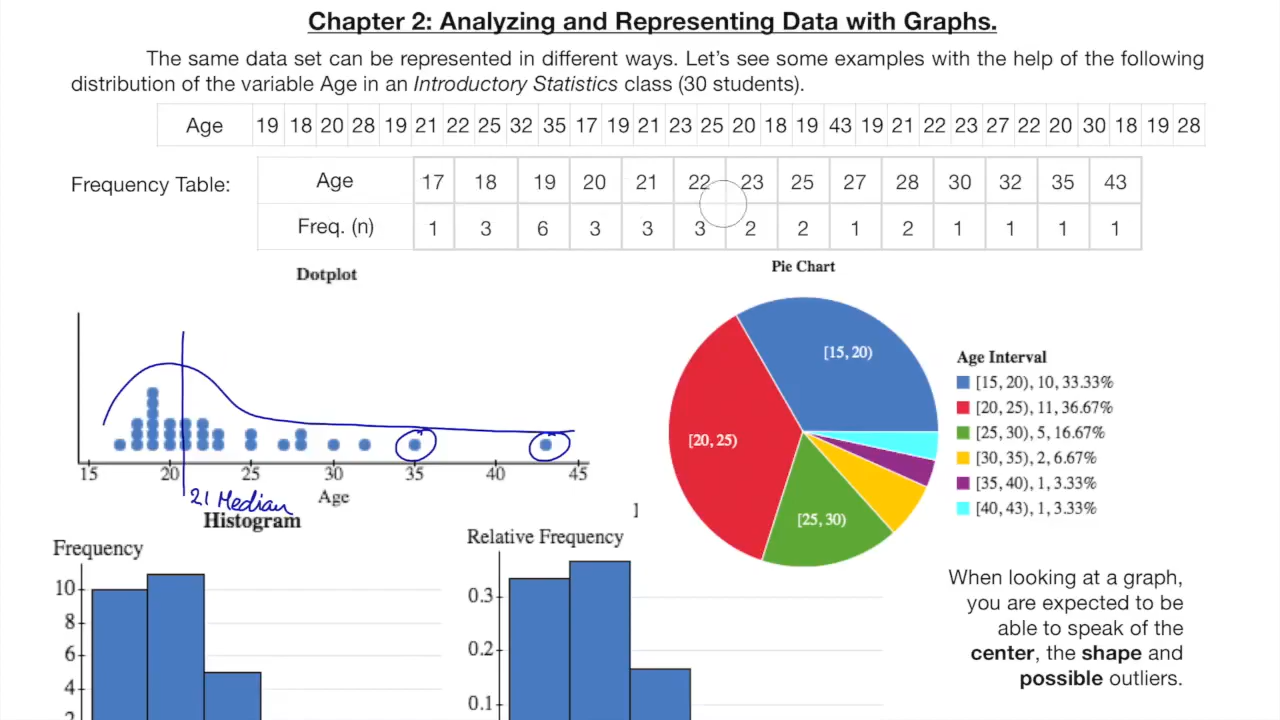 Chapter 2: Analyzing and Representing Data with Graphs.
The same data set can be represented in different ways. Let's see some examples with the help of the following
distribution of the variable Age in an Introductory Statistics class (30 students).
Age 19 18 20 28 19 21 22 25 32 35 17 19 21 23 25 20 18 19 43 19 21 22 23 27 22 20 30 18 19 28
Frequency Table:
Age 17 18 19 20 21 22 23 25 27 28 30 32 35 43
Freq. (n) 1 3 6 3 3 3 2 2 1 2 1 1 1 1
Dotplot
15 20 25 30 35 40 45
Age
21 Median
Pie Chart
[15, 20)
[20, 25)
[25, 30)
Age Interval
[15, 20), 10, 33.33%
[20, 25), 11, 36.67%
[25, 30), 5, 16.67%
[30, 35), 2, 6.67%
[35, 40), 1, 3.33%
[40, 43), 1, 3.33%
Histogram
Frequency
10
8
6
4
2
Relative Frequency
0.3
0.2
0.1
When looking at a graph,
you are expected to be
able to speak of the
center, the shape and
possible outliers.